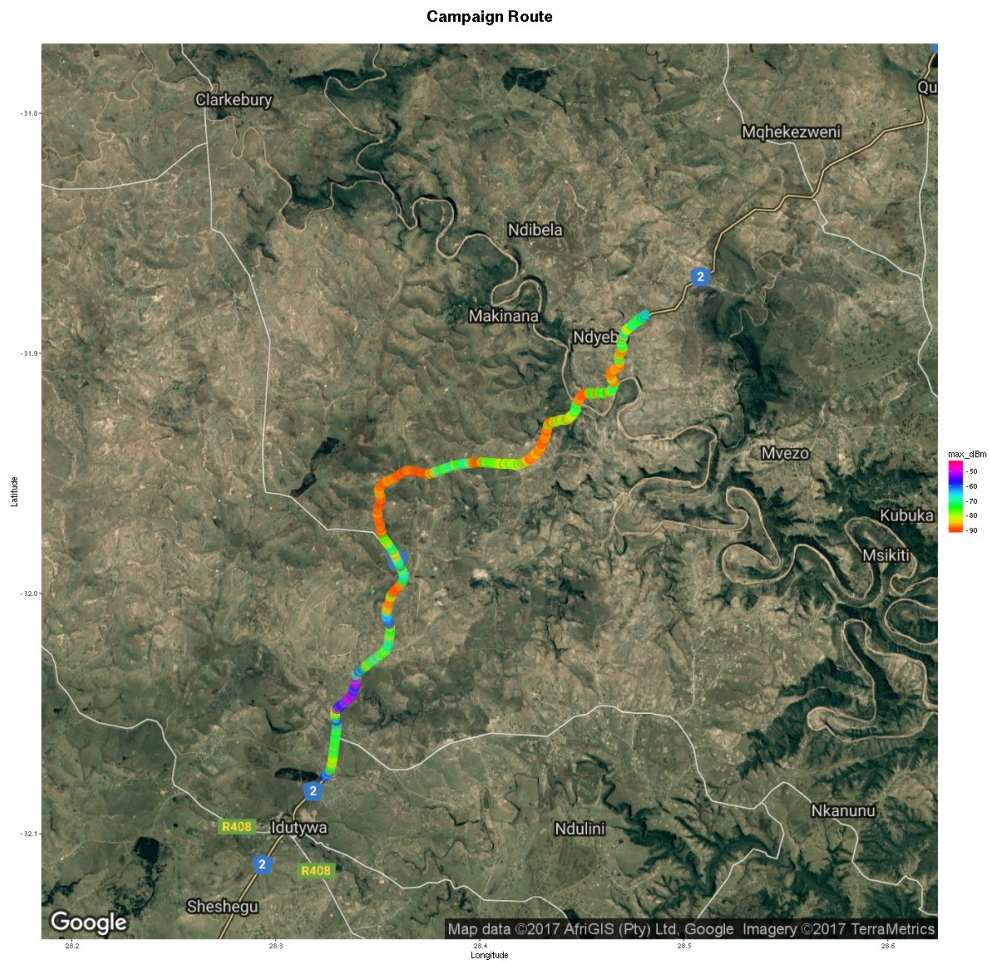 Campaign Route
Clarkebury
Qu
-31.8
Mqhekezweni
Ndibela
2
Makinana
Ndyeb
-31.9
Mvezo
max_dBm
-50
-60
-70
-80
-90
Latitude
Kubuka
Msikiti
-32.0
2
Nkanunu
R408
Idutywa
Ndulini
-32.1
2
R408
Sheshegu
Google
Map data ©2017 AfriGIS (Pty) Ltd, Google Imagery ©2017 TerraMetrics
28.2
28.3
28.4
28.5
28.6
Longitude